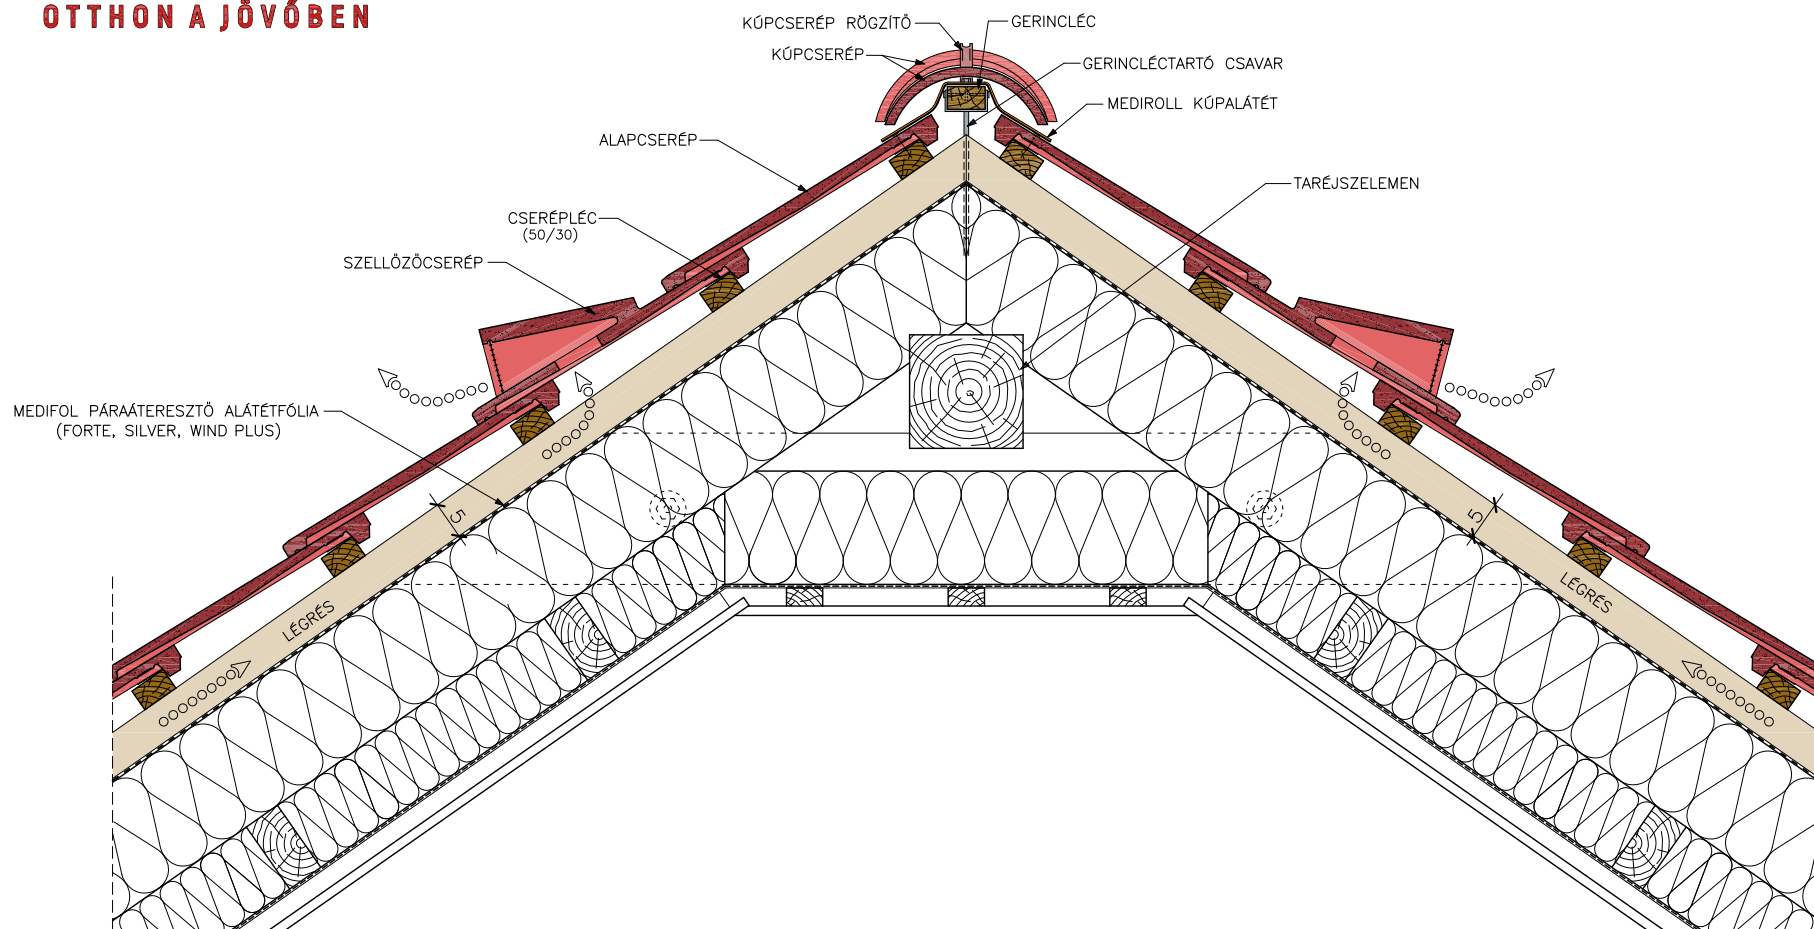 OTTHON A JÖVŐBEN
KÚPCSERÉP RÖGZÍTŐ
GERINCLÉC
KÚPCSERÉP
GERINCLÉCTARTÓ CSAVAR
MEDIROLL KÚPALÁTÉT
ALAPCSERÉP
TARÉJSZELEMEN
CSERÉPLÉC
(50/30)
SZELLŐZŐCSERÉP
MEDIFOL PÁRAÁTERESZTŐ ALÁTÉTFÓLIA
(FORTE, SILVER, WIND PLUS)
5
5
LÉGRÉS
LÉGRÉS